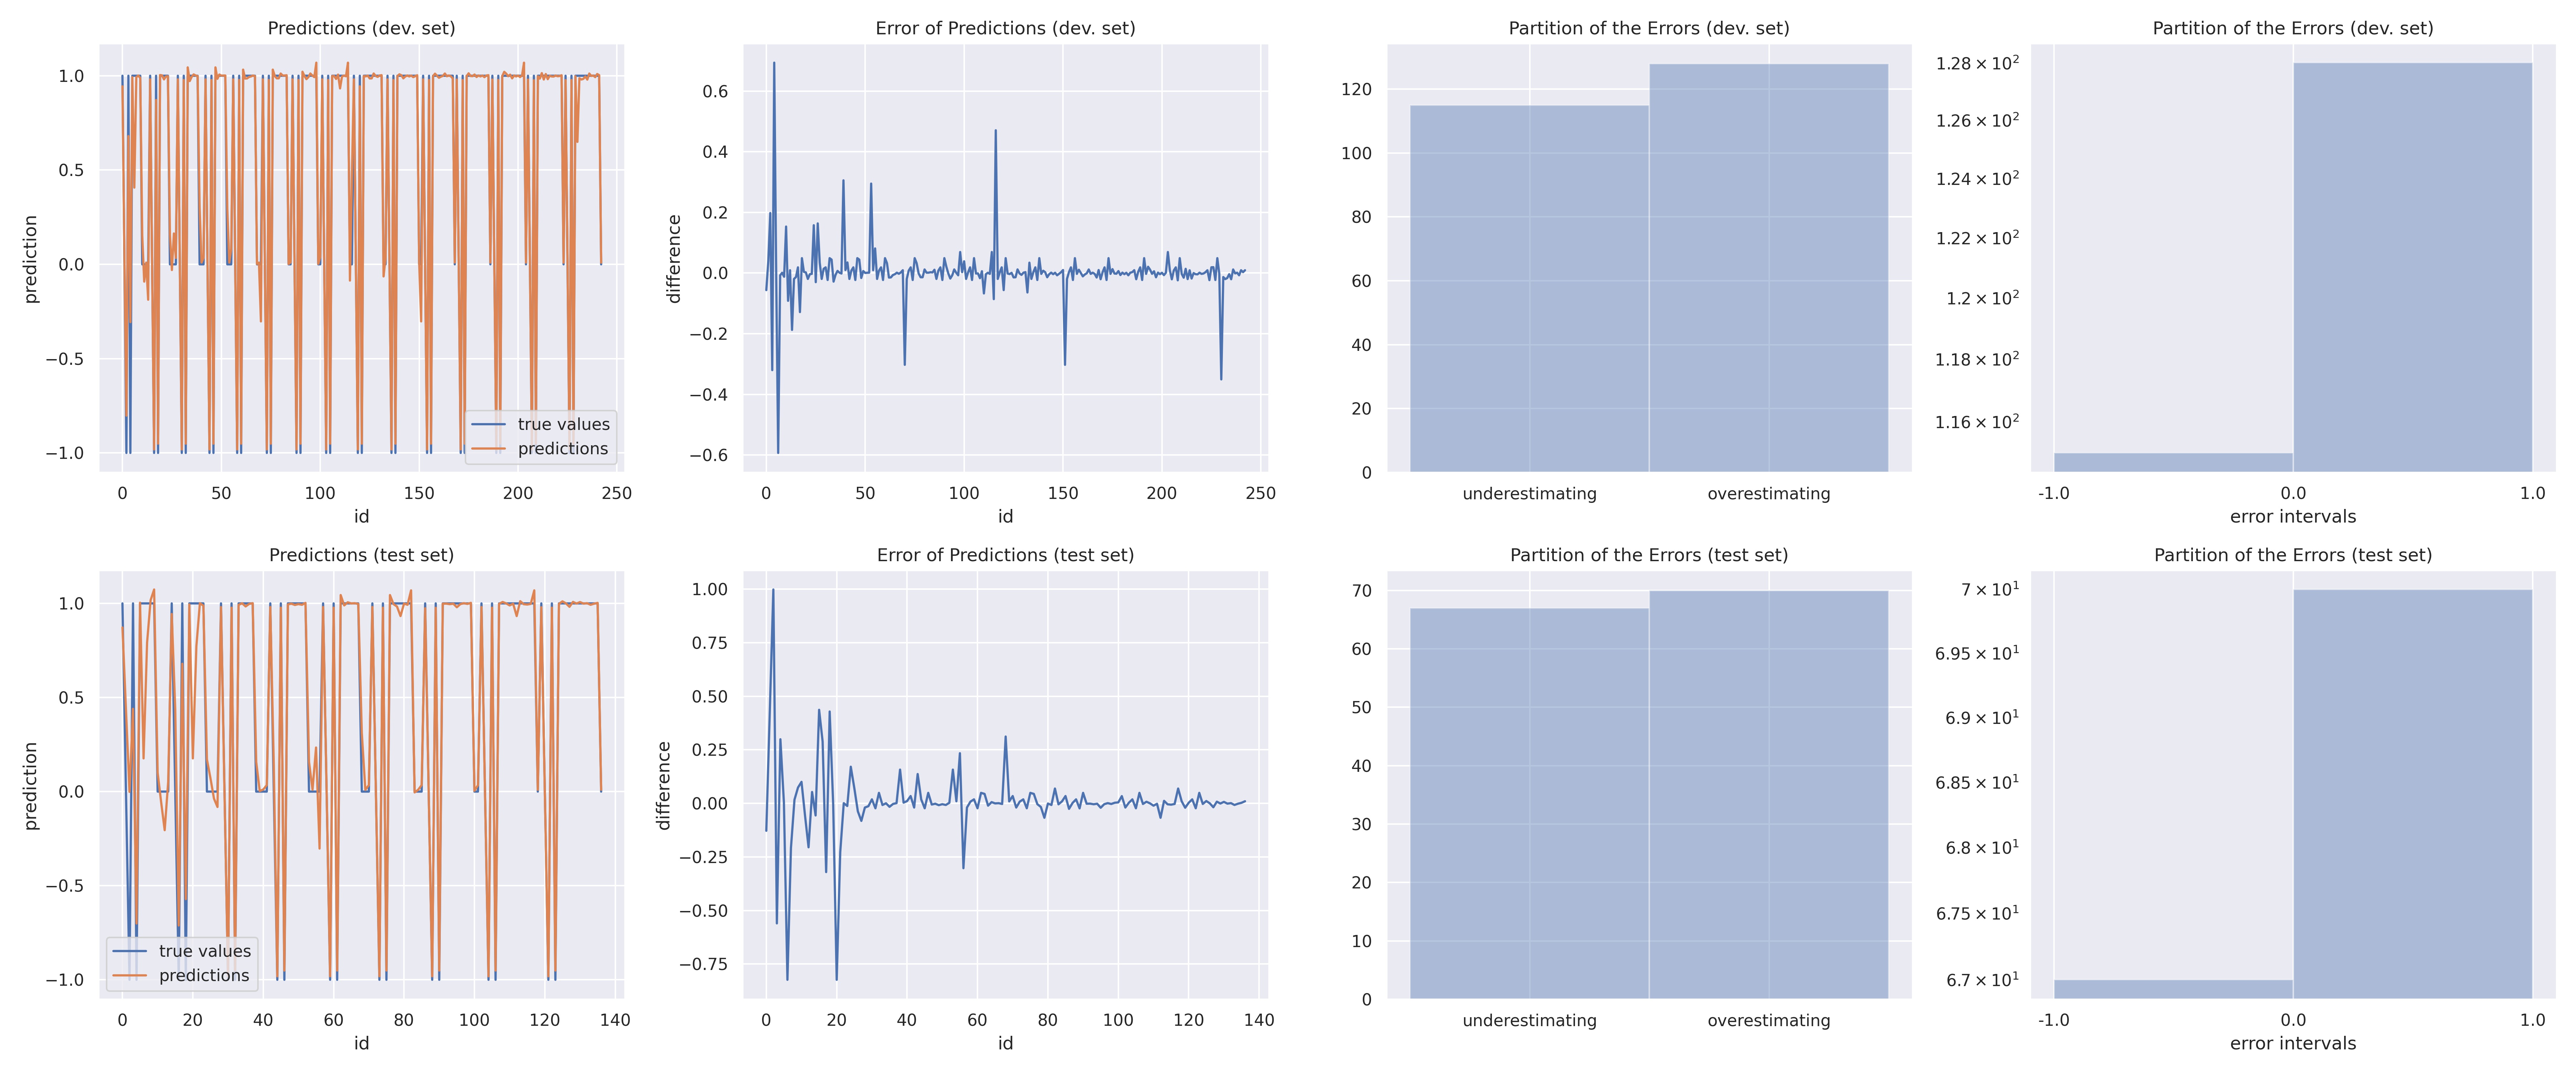 Predictions (dev. set)
1.0
0.5
0.0
−0.5
−1.0
prediction
true values
predictions
0 50 100 150 200 250
id
Error of Predictions (dev. set)
0.6
0.4
0.2
0.0
−0.2
−0.4
−0.6
difference
0 50 100 150 200 250
id
Partition of the Errors (dev. set)
120
100
80
60
40
20
0
underestimating overestimating
Partition of the Errors (dev. set)
1.28 × 10²
1.26 × 10²
1.24 × 10²
1.22 × 10²
1.2 × 10²
1.18 × 10²
1.16 × 10²
-1.0 0.0 1.0
error intervals
Predictions (test set)
1.0
0.5
0.0
−0.5
−1.0
prediction
true values
predictions
0 20 40 60 80 100 120 140
id
Error of Predictions (test set)
1.00
0.75
0.50
0.25
0.00
−0.25
−0.50
−0.75
difference
0 20 40 60 80 100 120 140
id
Partition of the Errors (test set)
70
60
50
40
30
20
10
0
underestimating overestimating
Partition of the Errors (test set)
7 × 10¹
6.95 × 10¹
6.9 × 10¹
6.85 × 10¹
6.8 × 10¹
6.75 × 10¹
6.7 × 10¹
-1.0 0.0 1.0
error intervals